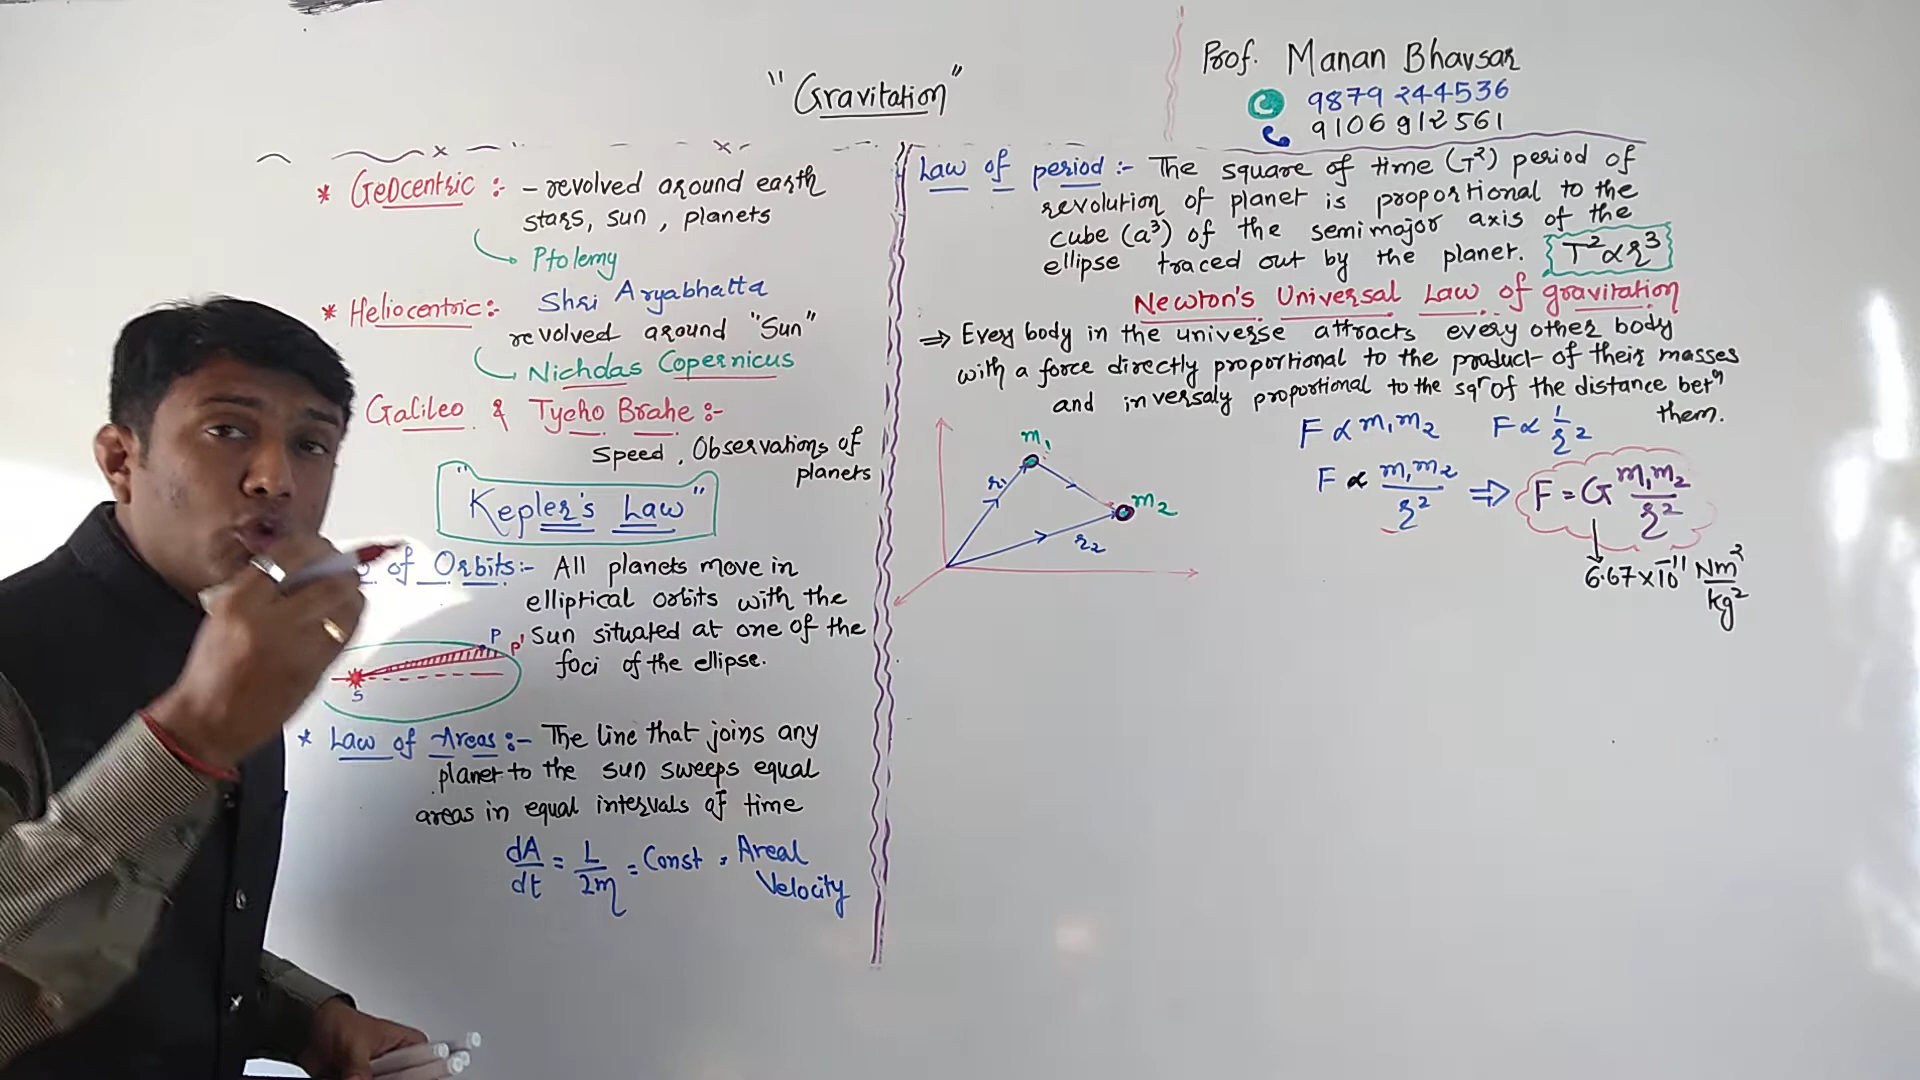 "Gravitation"
Prof. Manan Bhavsar
9879 244536
9106 912561
* Geocentric :- - revolved around earth
stars, sun, planets
Ptolemy
* Heliocentric:- Shri Aryabhatta
revolved around "Sun"
Nicholas Copernicus
Galileo & Tycho Brahe :-
Speed, Observations of
planets
"Kepler's Law"
of Orbits:- All planets move in
elliptical orbits with the
Sun situated at one of the
foci of the ellipse.
P P'
S
* Law of Areas :- The line that joins any
planet to the sun sweeps equal
areas in equal intervals of time
dA/dt = L/2m = Const = Areal
Velocity
Law of period :- The square of time (T²) period of
revolution of planet is proportional to the
cube (a³) of the semimajor axis of the
ellipse traced out by the planet. T² ∝ r³
Newton's Universal Law of gravitation
⇒ Every body in the universe attracts every other body
with a force directly proportional to the product of their masses
and inversaly proportional to the sqr of the distance betⁿ
them.
F ∝ m₁m₂ F ∝ 1/r²
F ∝ m₁m₂/r² ⇒ F = G m₁m₂/r²
6.67×10⁻¹¹ Nm²/kg²
m₁
r₁
m₂
r₂